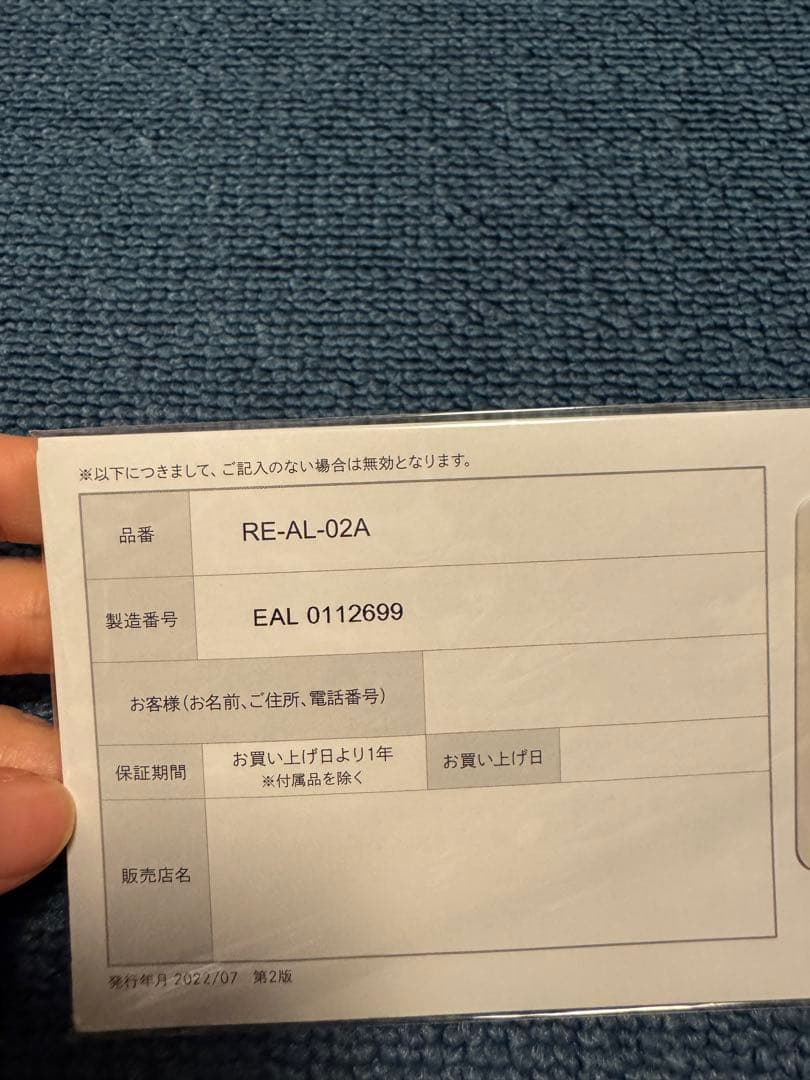 ※以下につきまして、ご記入のない場合は無効となります。
品番 RE-AL-02A
製造番号 EAL 0112699
お客様(お名前、ご住所、電話番号)
保証期間 お買い上げ日より1年 お買い上げ日
※付属品を除く
販売店名
発行年月 2022/07 第2版